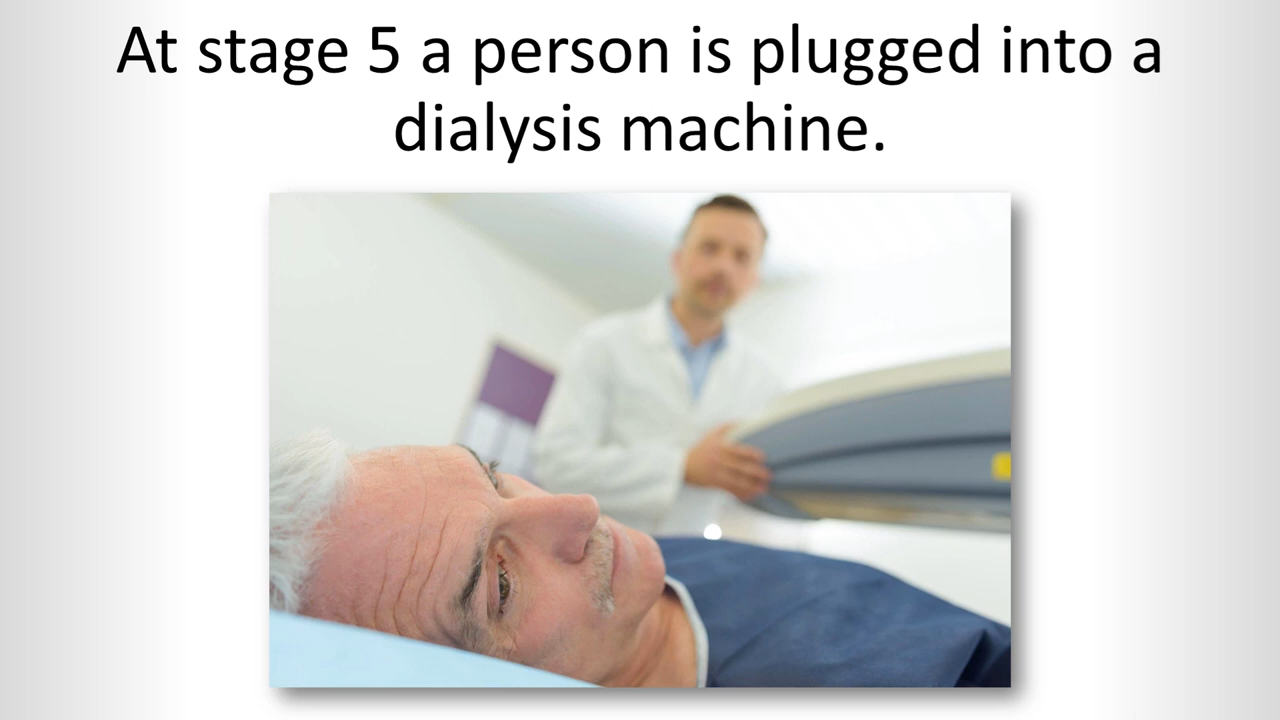 At stage 5 a person is plugged into a
dialysis machine.